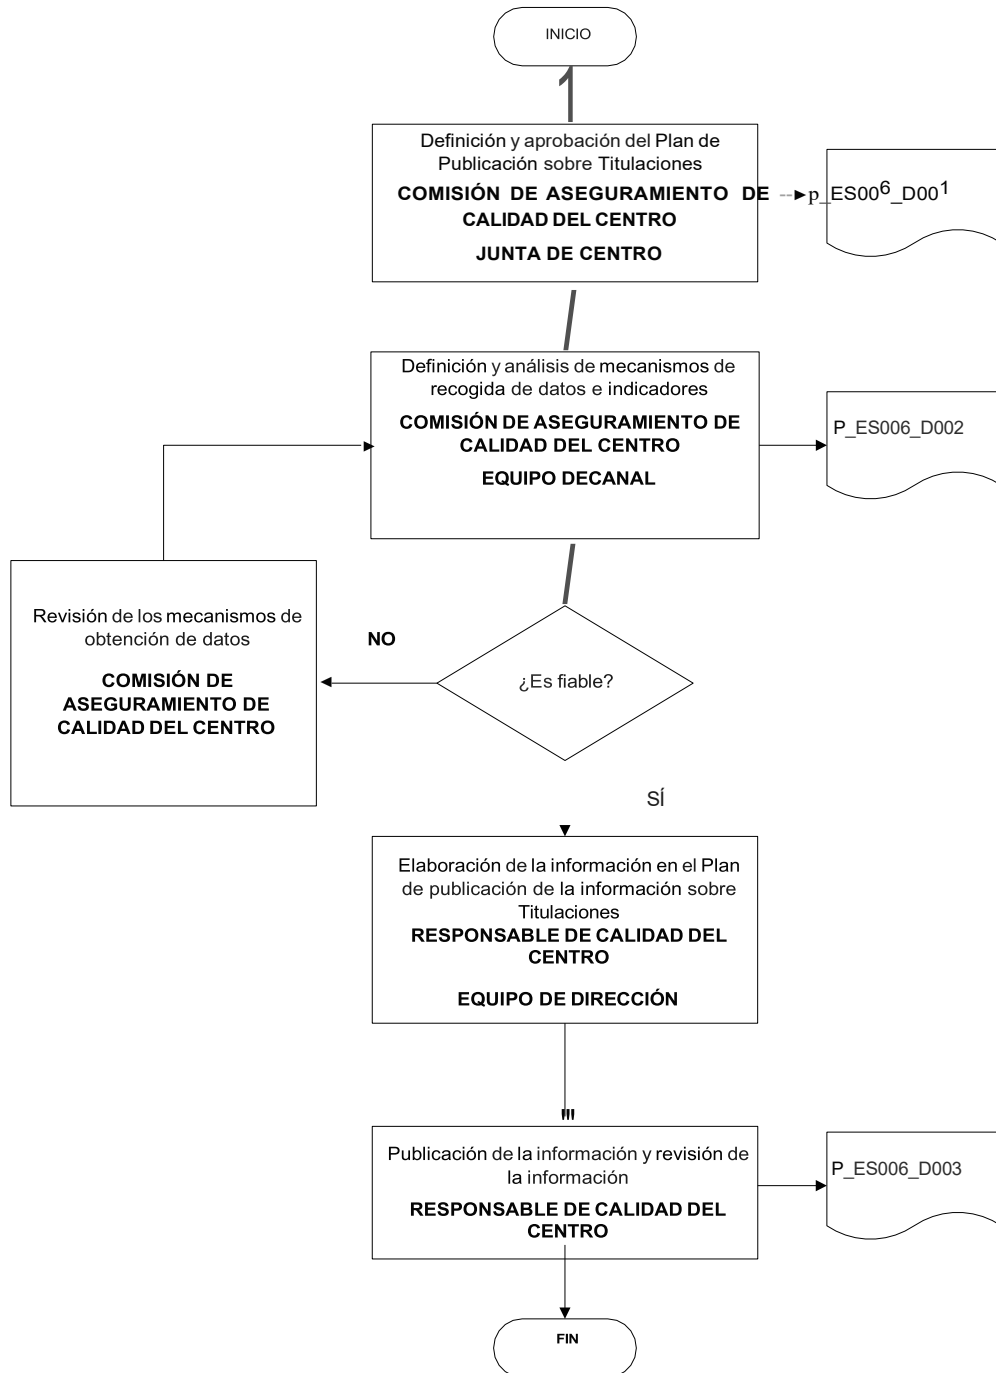 INICIO
Definición y aprobación del Plan de
Publicación sobre Titulaciones
COMISIÓN DE ASEGURAMIENTO DE
CALIDAD DEL CENTRO
JUNTA DE CENTRO
p_ES006_D001
Definición y análisis de mecanismos de
recogida de datos e indicadores
COMISIÓN DE ASEGURAMIENTO DE
CALIDAD DEL CENTRO
EQUIPO DECANAL
P_ES006_D002
Revisión de los mecanismos de
obtención de datos
COMISIÓN DE
ASEGURAMIENTO DE
CALIDAD DEL CENTRO
NO
¿Es fiable?
SÍ
Elaboración de la información en el Plan
de publicación de la información sobre
Titulaciones
RESPONSABLE DE CALIDAD DEL
CENTRO
EQUIPO DE DIRECCIÓN
Publicación de la información y revisión de
la información
RESPONSABLE DE CALIDAD DEL
CENTRO
P_ES006_D003
FIN